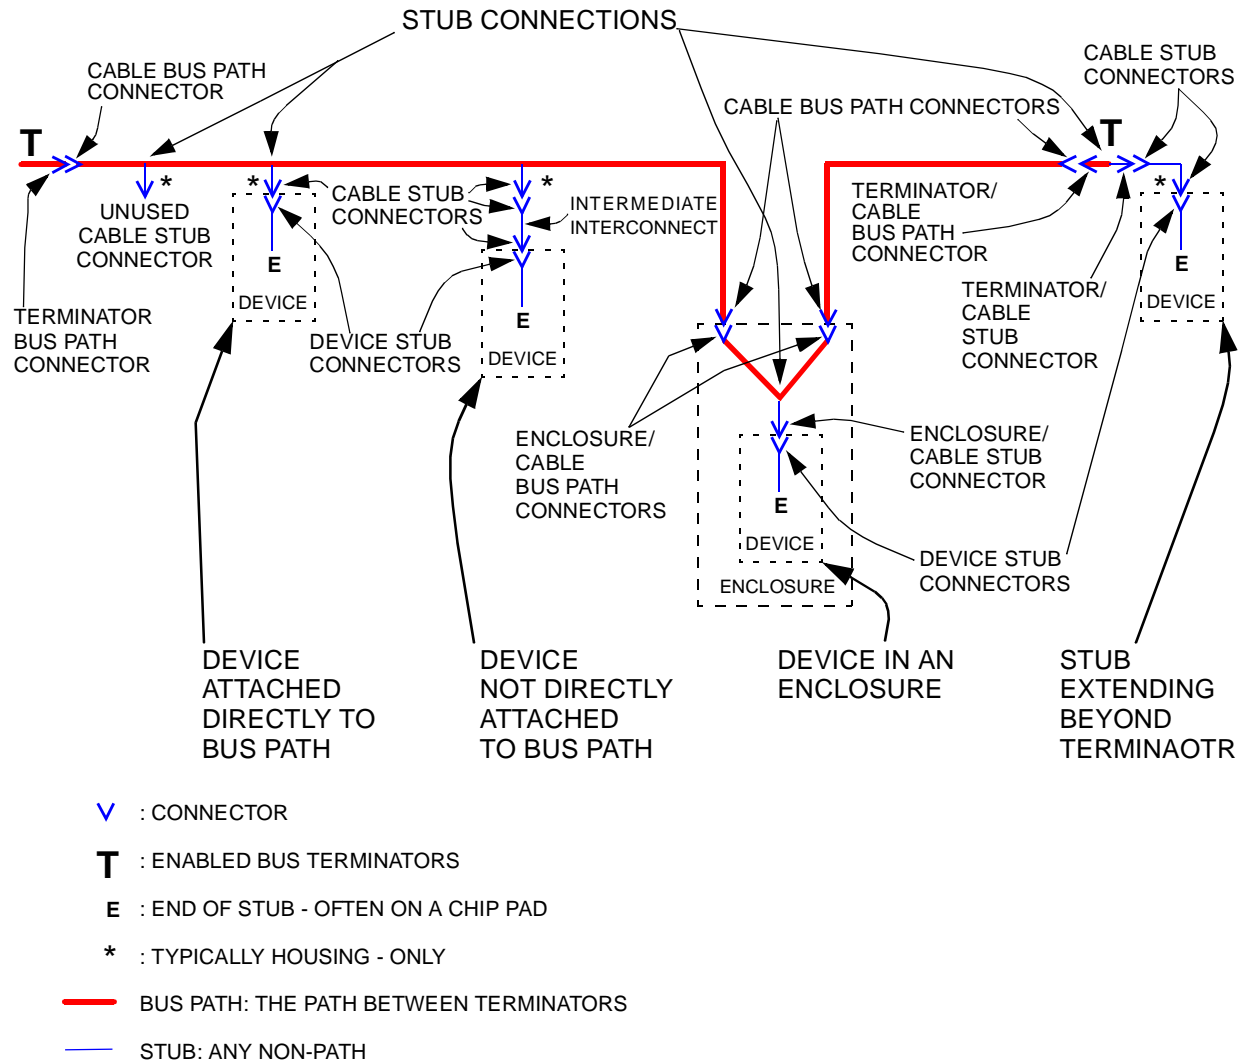 STUB CONNECTIONS
CABLE BUS PATH
CONNECTOR
CABLE STUB
CONNECTORS
CABLE BUS PATH CONNECTORS
T
T
*
UNUSED
CABLE STUB
CONNECTOR
*
CABLE STUB
CONNECTORS
*
INTERMEDIATE
INTERCONNECT
TERMINATOR/
CABLE
BUS PATH
CONNECTOR
*
E
DEVICE
E
DEVICE
E
DEVICE
TERMINATOR
BUS PATH
CONNECTOR
DEVICE STUB
CONNECTORS
TERMINATOR/
CABLE
STUB
CONNECTOR
ENCLOSURE/
CABLE
BUS PATH
CONNECTORS
ENCLOSURE/
CABLE STUB
CONNECTOR
E
DEVICE
ENCLOSURE
DEVICE STUB
CONNECTORS
DEVICE
ATTACHED
DIRECTLY TO
BUS PATH
DEVICE
NOT DIRECTLY
ATTACHED
TO BUS PATH
DEVICE IN AN
ENCLOSURE
STUB
EXTENDING
BEYOND
TERMINAOTR
: CONNECTOR
T : ENABLED BUS TERMINATORS
E : END OF STUB - OFTEN ON A CHIP PAD
* : TYPICALLY HOUSING - ONLY
BUS PATH: THE PATH BETWEEN TERMINATORS
STUB: ANY NON-PATH